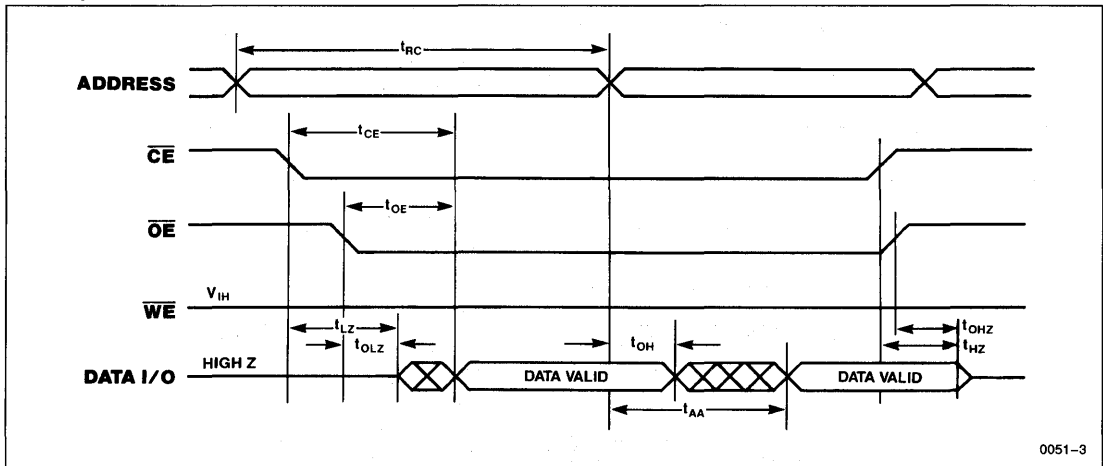 tRC
ADDRESS
tCE
CE
tOE
OE
VIH
WE
tLZ
tOHZ
tOLZ
tOH
tHZ
HIGH Z
DATA I/O
DATA VALID
DATA VALID
tAA
0051-3